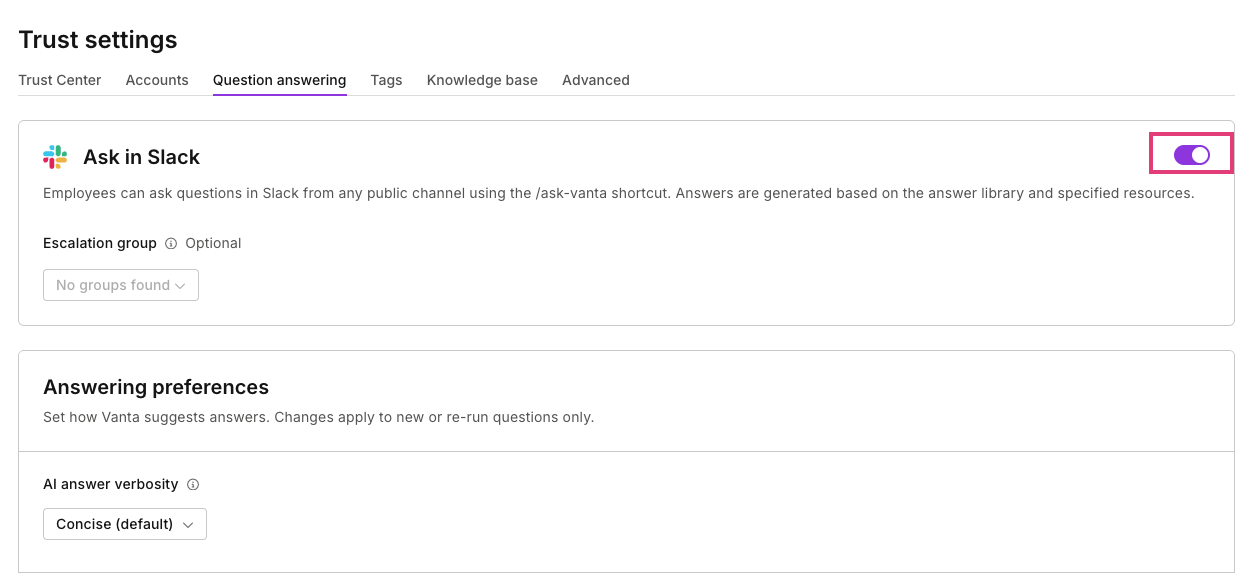 Trust settings
Trust Center Accounts Question answering Tags Knowledge base Advanced
Ask in Slack
Employees can ask questions in Slack from any public channel using the /ask-vanta shortcut. Answers are generated based on the answer library and specified resources.
Escalation group Optional
No groups found
Answering preferences
Set how Vanta suggests answers. Changes apply to new or re-run questions only.
AI answer verbosity
Concise (default)